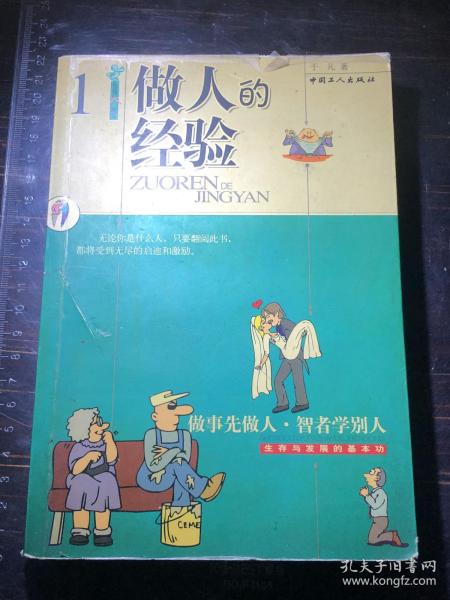 1
做人的
经验
ZUOREN DE
JINGYAN
于凡 著
中国工人出版社
无论你是什么人,只要翻阅此书,
都将受到无尽的启迪和激励。
做事先做人·智者学别人
生存与发展的基本功
CEME
孔夫子旧书网
www.kongfz.com